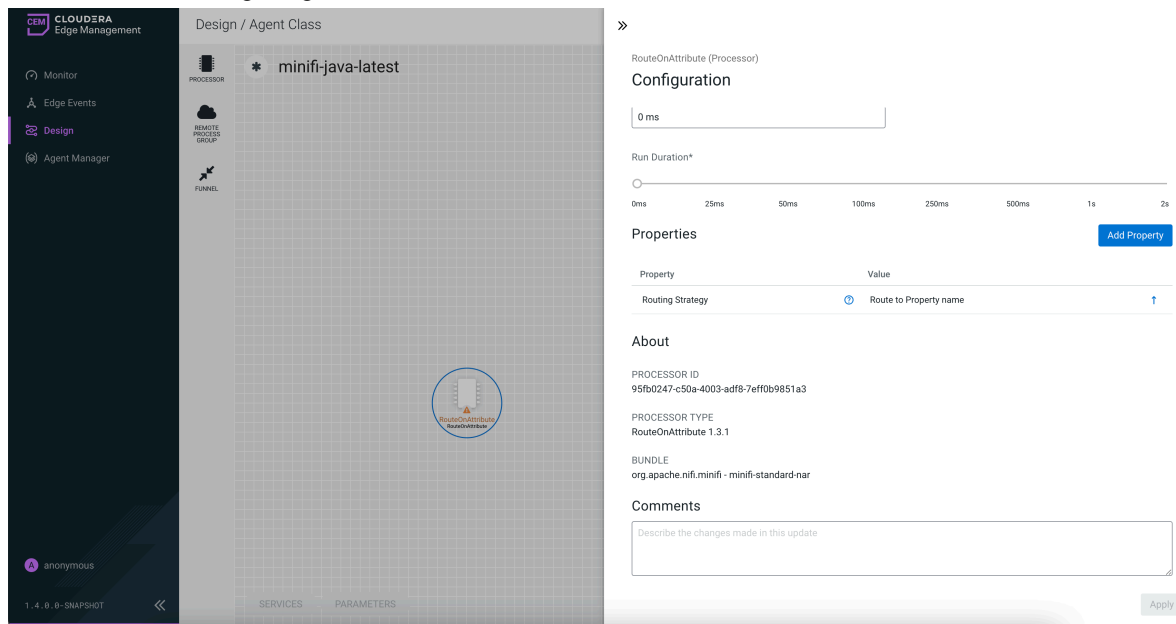 CEM CLOUDERA
Edge Management
Monitor
Edge Events
Design
Agent Manager
A anonymous
1.4.0.0-SNAPSHOT
Design / Agent Class
PROCESSOR
REMOTE
PROCESS
GROUP
FUNNEL
minifi-java-latest
RouteOnAttribute
RouteOnAttribute
SERVICES PARAMETERS
RouteOnAttribute (Processor)
Configuration
0 ms
Run Duration*
0ms 25ms 50ms 100ms 250ms 500ms 1s 2s
Properties
Add Property
Property Value
Routing Strategy Route to Property name
About
PROCESSOR ID
95fb0247-c50a-4003-adf8-7eff0b9851a3
PROCESSOR TYPE
RouteOnAttribute 1.3.1
BUNDLE
org.apache.nifi.minifi - minifi-standard-nar
Comments
Describe the changes made in this update
Apply